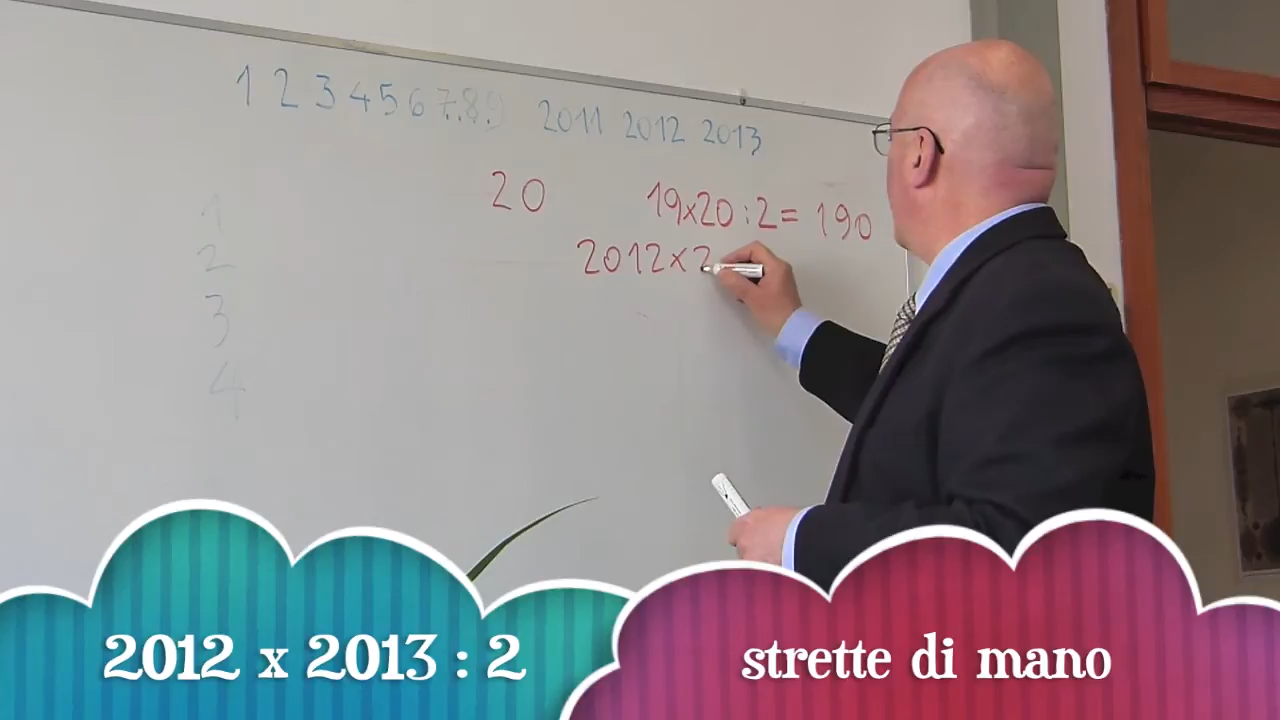 1 2 3 4 5 6 7.8.9 2011 2012 2013
20 19x20:2=190
2012x2
1
2
3
4
2012 x 2013 : 2
strette di mano